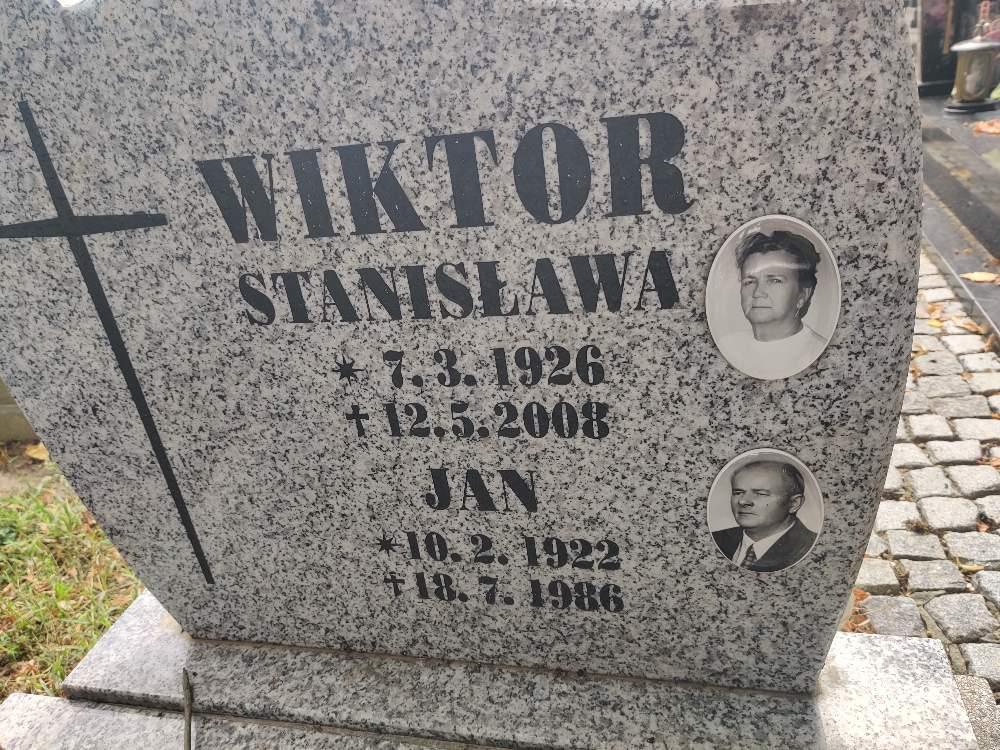 WIKTOR
STANISŁAWA
* 7. 3. 1926
† 12. 5. 2008
JAN
* 10. 2. 1922
† 18. 7. 1986